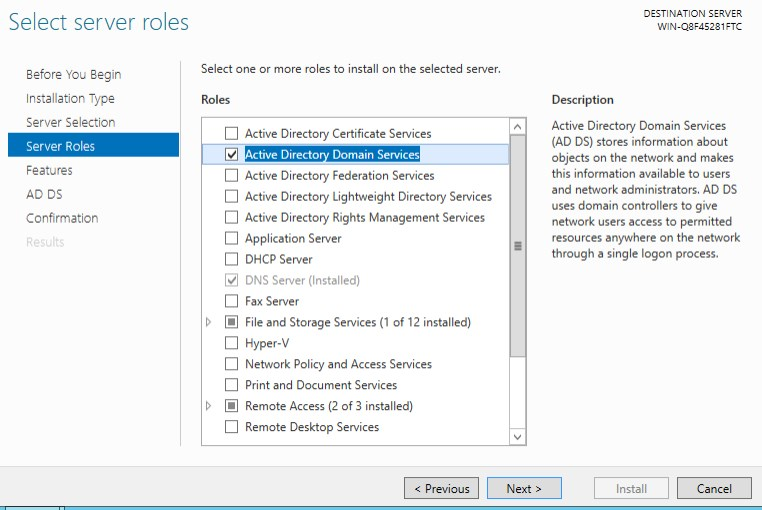 Select server roles
DESTINATION SERVER
WIN-Q8F45281FTC
Before You Begin
Installation Type
Server Selection
Server Roles
Features
AD DS
Confirmation
Results
Select one or more roles to install on the selected server.
Roles
Active Directory Certificate Services
Active Directory Domain Services
Active Directory Federation Services
Active Directory Lightweight Directory Services
Active Directory Rights Management Services
Application Server
DHCP Server
DNS Server (Installed)
Fax Server
File and Storage Services (1 of 12 installed)
Hyper-V
Network Policy and Access Services
Print and Document Services
Remote Access (2 of 3 installed)
Remote Desktop Services
Description
Active Directory Domain Services
(AD DS) stores information about
objects on the network and makes
this information available to users
and network administrators. AD DS
uses domain controllers to give
network users access to permitted
resources anywhere on the network
through a single logon process.
< Previous
Next >
Install
Cancel